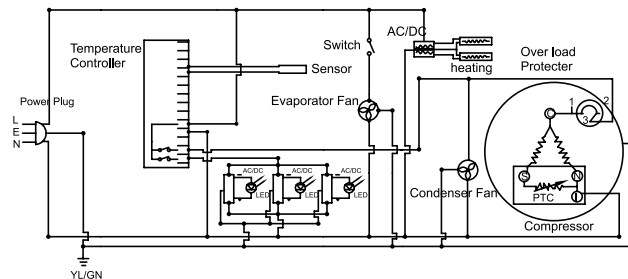 AC/DC
Switch
Temperature
Controller
Over load
Protecter
Sensor
heating
Evaporator Fan
Power Plug
1
2
3
C
L
E
N
AC/DC
AC/DC
AC/DC
LED
LED
LED
Condenser Fan
S
N
PTC
L
Compressor
YL/GN